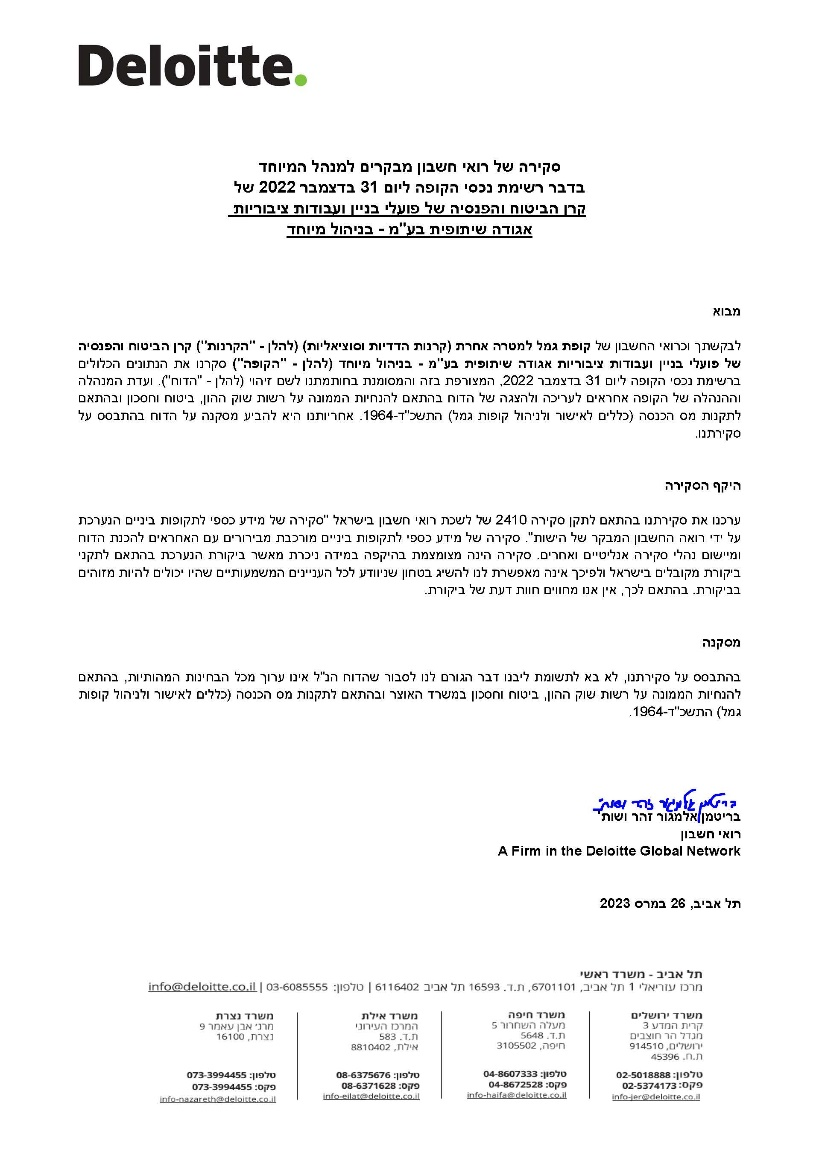 Deloitte.
סקירה של רואי חשבון מבקרים למנהל המיוחד
בדבר רשימת נכסי הקופה ליום 31 בדצמבר 2022 של
קרן הביטוח והפנסיה של פועלי בניין ועבודות ציבוריות
אגודה שיתופית בע"מ - בניהול מיוחד
מבוא
לבקשתך וכרואי החשבון של קופת גמל למטרה אחרת (קרנות הדדיות וסוציאליות) (להלן - "הקרנות") קרן הביטוח והפנסיה
של פועלי בניין ועבודות ציבוריות אגודה שיתופית בע"מ - בניהול מיוחד (להלן - "הקופה") סקרנו את הנתונים הכלולים
ברשימת נכסי הקופה ליום 31 בדצמבר 2022, המצורפת בזה והמסומנת בחותמתנו לשם זיהוי (להלן - "הדוח"). ועדת המנהלה
וההנהלה של הקופה אחראים לעריכה ולהצגה של הדוח בהתאם להנחיות הממונה על רשות שוק ההון, ביטוח וחסכון ובהתאם
לתקנות מס הכנסה (כללים לאישור ולניהול קופות גמל) התשכ"ד-1964. אחריותנו היא להביע מסקנה על הדוח בהתבסס על
סקירתנו.
היקף הסקירה
ערכנו את סקירתנו בהתאם לתקן סקירה 2410 של לשכת רואי חשבון בישראל "סקירה של מידע כספי לתקופות ביניים הנערכת
על ידי רואה החשבון המבקר של הישות". סקירה של מידע כספי לתקופות ביניים מורכבת מבירורים עם האחראים להכנת הדוח
ומיישום נהלי סקירה אנליטיים ואחרים. סקירה הינה מצומצמת בהיקפה במידה ניכרת מאשר ביקורת הנערכת בהתאם לתקני
ביקורת מקובלים בישראל ולפיכך אינה מאפשרת לנו להשיג בטחון שניוודע לכל העניינים המשמעותיים שהיו יכולים להיות מזוהים
בביקורת. בהתאם לכך, אין אנו מחווים חוות דעת של ביקורת.
מסקנה
בהתבסס על סקירתנו, לא בא לתשומת ליבנו דבר הגורם לנו לסבור שהדוח הנ"ל אינו ערוך מכל הבחינות המהותיות, בהתאם
להנחיות הממונה על רשות שוק ההון, ביטוח וחסכון במשרד האוצר ובהתאם לתקנות מס הכנסה (כללים לאישור ולניהול קופות
גמל) התשכ"ד-1964.
בריטמן אלמגור זהר ושות'
בריטמן אלמגור זהר ושות'
רואי חשבון
A Firm in the Deloitte Global Network
תל אביב, 26 במרס 2023
תל אביב - משרד ראשי
מרכז עזריאלי 1 תל אביב, 6701101, ת.ד. 16593 תל אביב 6116402 | טלפון: 03-6085555 | info@deloitte.co.il
משרד ירושלים
קרית המדע 3
מגדל הר חוצבים
ירושלים, 914510
ת.ח. 45396
טלפון: 02-5018888
פקס: 02-5374173
info-jer@deloitte.co.il
משרד חיפה
מעלה השחרור 5
ת.ד. 5648
חיפה, 3105502
טלפון: 04-8607333
פקס: 04-8672528
info-haifa@deloitte.co.il
משרד אילת
המרכז העירוני
ת.ד. 583
אילת, 8810402
טלפון: 08-6375676
פקס: 08-6371628
info-eilat@deloitte.co.il
משרד נצרת
מרג' אבן עאמר 9
נצרת, 16100
טלפון: 073-3994455
פקס: 073-3994455
info-nazareth@deloitte.co.il